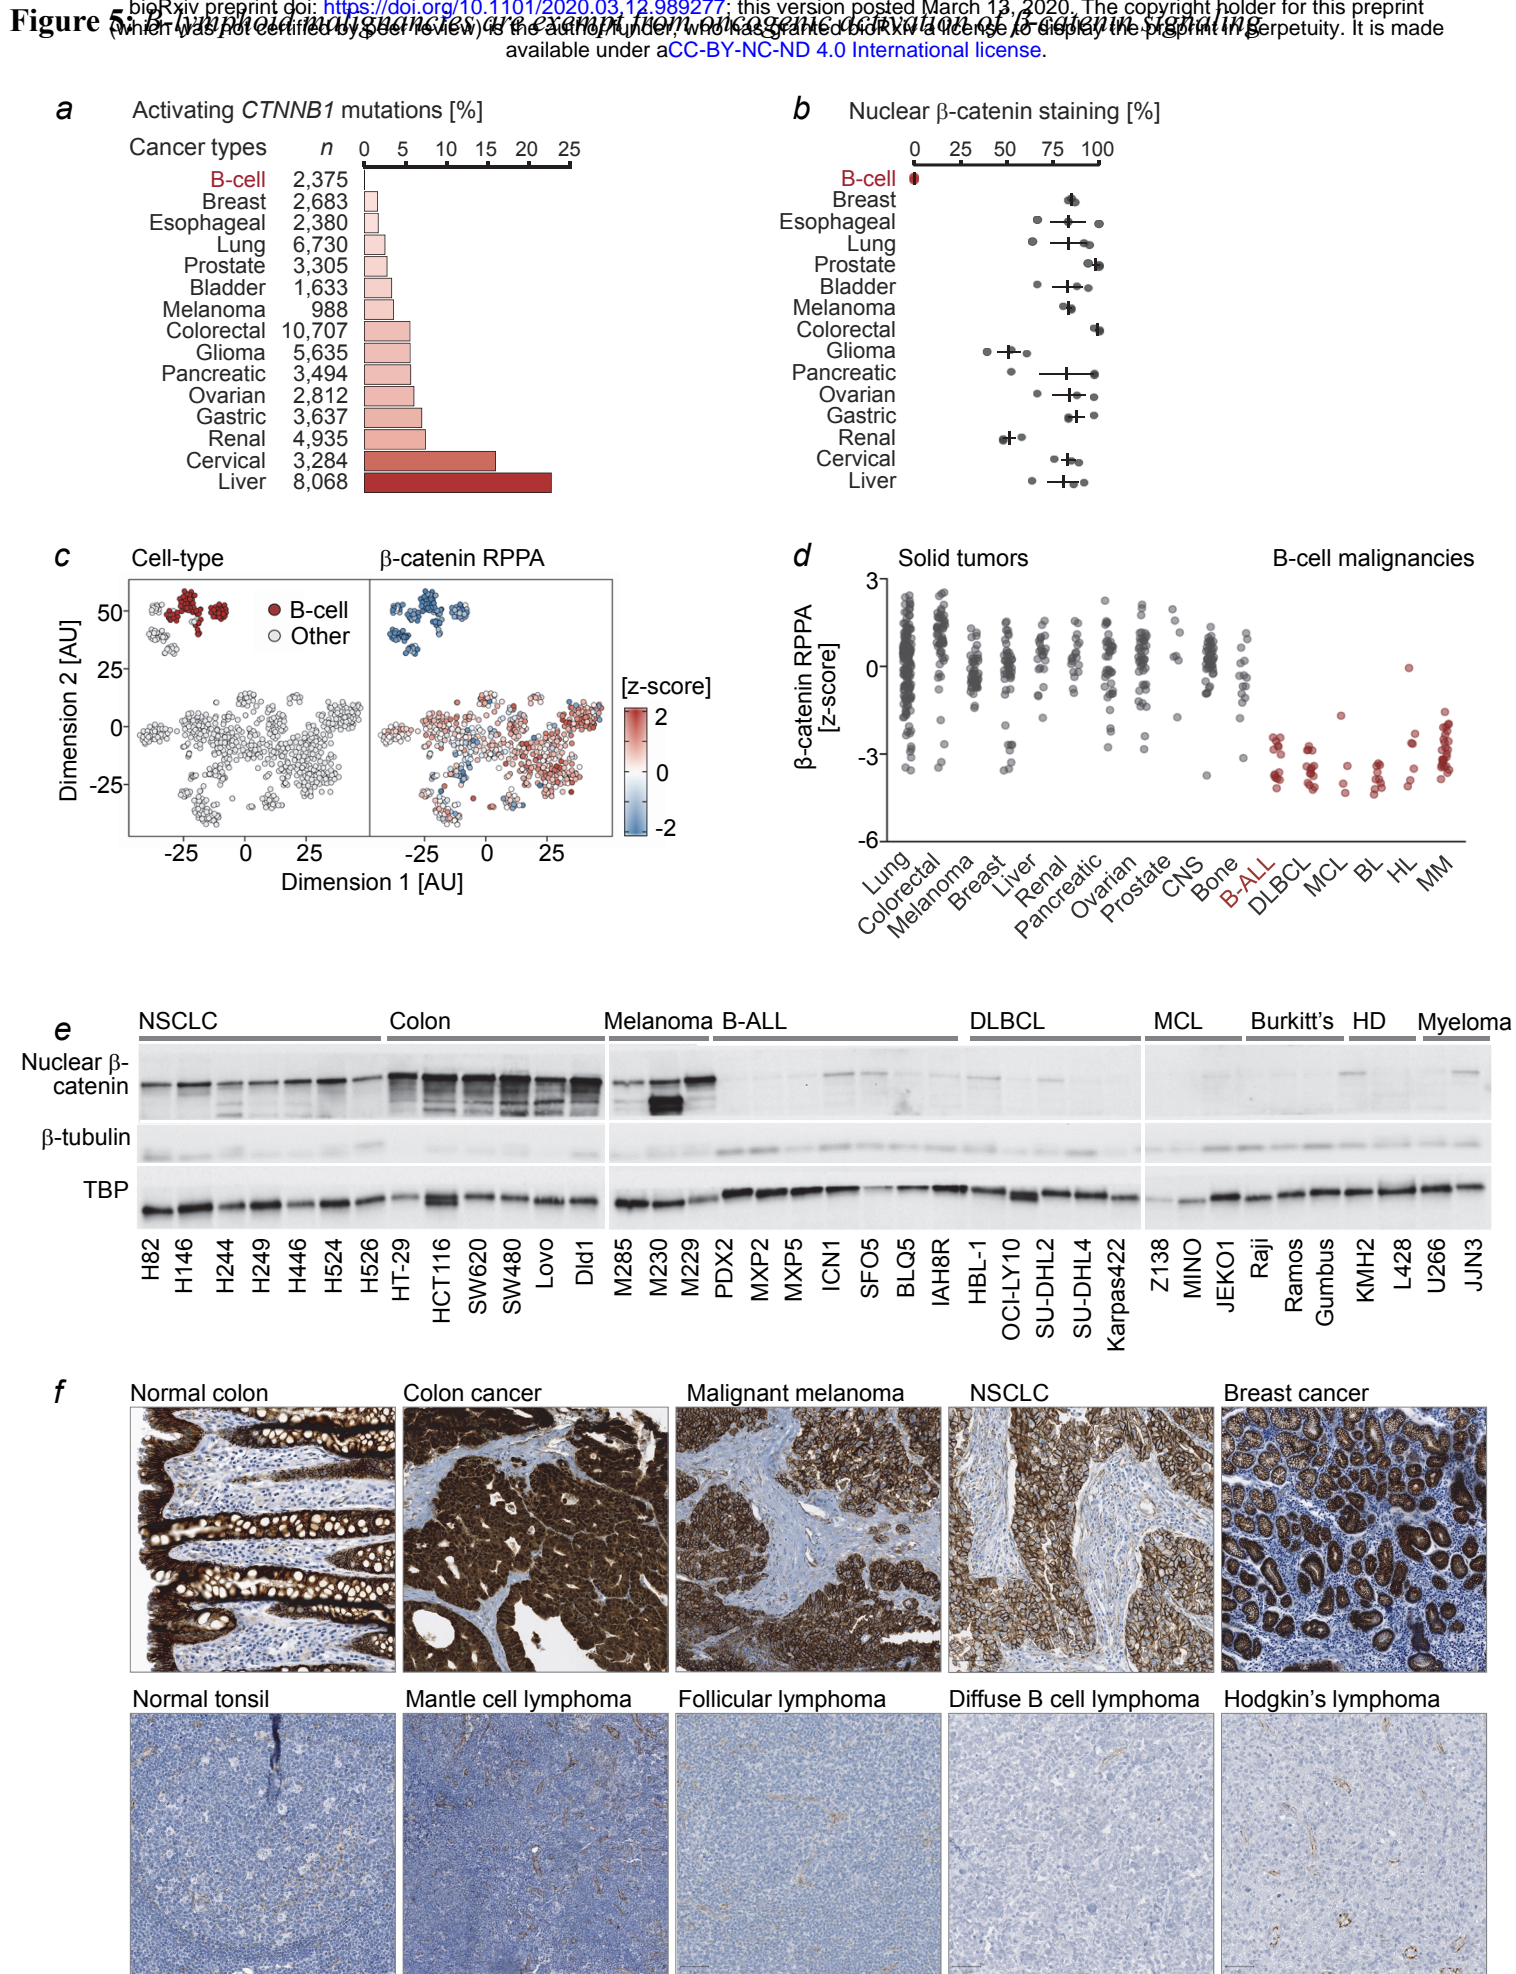 bioRxiv preprint doi: https://doi.org/10.1101/2020.03.12.989277; this version posted March 13, 2020. The copyright holder for this preprint
Figure 5: B-lymphoid malignancies are exempt from oncogenic activation of β-catenin signaling
(which was not certified by peer review) is the author/funder, who has granted bioRxiv a license to display the preprint in perpetuity. It is made
available under aCC-BY-NC-ND 4.0 International license.
a Activating CTNNB1 mutations [%]
Cancer types n 0 5 10 15 20 25
B-cell 2,375
Breast 2,683
Esophageal 2,380
Lung 6,730
Prostate 3,305
Bladder 1,633
Melanoma 988
Colorectal 10,707
Glioma 5,635
Pancreatic 3,494
Ovarian 2,812
Gastric 3,637
Renal 4,935
Cervical 3,284
Liver 8,068
b Nuclear β-catenin staining [%]
0 25 50 75 100
B-cell
Breast
Esophageal
Lung
Prostate
Bladder
Melanoma
Colorectal
Glioma
Pancreatic
Ovarian
Gastric
Renal
Cervical
Liver
c Cell-type β-catenin RPPA
B-cell
Other
Dimension 2 [AU]
50
25
0
-25
-25 0 25 -25 0 25
Dimension 1 [AU]
[z-score]
2
0
-2
d Solid tumors B-cell malignancies
β-catenin RPPA
[z-score]
3
0
-3
-6
Lung Colorectal Melanoma Breast Liver Renal Pancreatic Ovarian Prostate CNS Bone B-ALL DLBCL MCL BL HL MM
e NSCLC Colon Melanoma B-ALL DLBCL MCL Burkitt's HD Myeloma
Nuclear β-
catenin
β-tubulin
TBP
H82 H146 H244 H249 H446 H524 H526 HT-29 HCT116 SW620 SW480 Lovo Dld1 M285 M230 M229 PDX2 MXP2 MXP5 ICN1 SFO5 BLQ5 IAH8R HBL-1 OCI-LY10 SU-DHL2 SU-DHL4 Karpas422 Z138 MINO JEKO1 Raji Ramos Gumbus KMH2 L428 U266 JJN3
f Normal colon Colon cancer Malignant melanoma NSCLC Breast cancer
Normal tonsil Mantle cell lymphoma Follicular lymphoma Diffuse B cell lymphoma Hodgkin's lymphoma